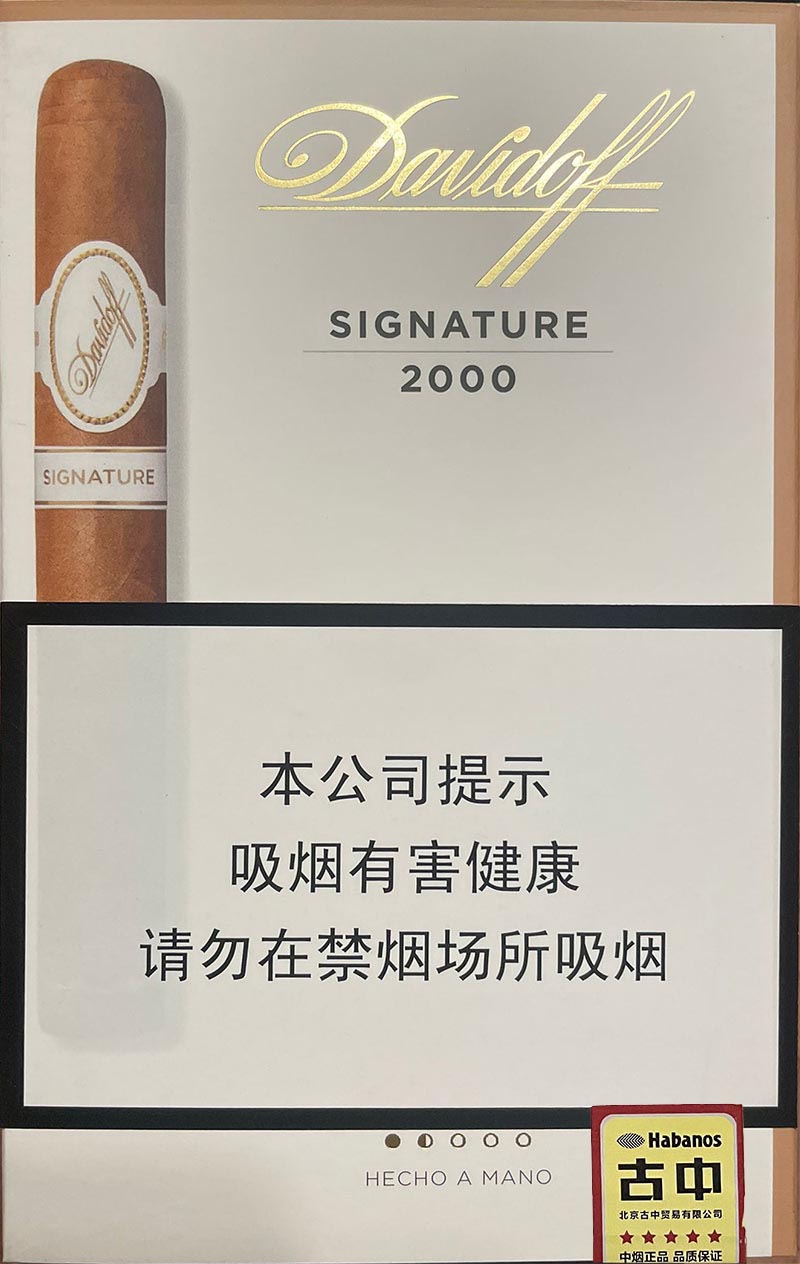 Davidoff
SIGNATURE
2000
Davidoff
SIGNATURE
本公司提示
吸烟有害健康
请勿在禁烟场所吸烟
HECHO A MANO
Habanos
古中
北京古中贸易有限公司
中烟正品 品质保证